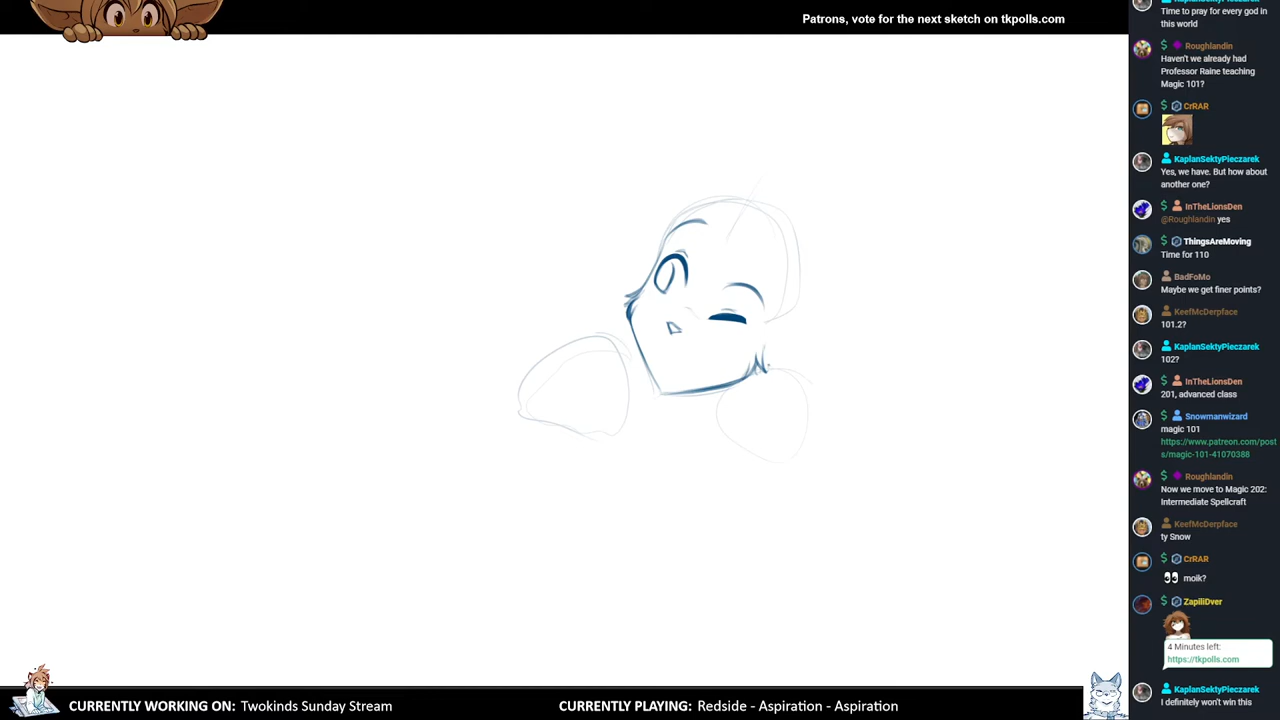 Patrons, vote for the next sketch on tkpolls.com
Time to pray for every god in
this world
$ Roughlandin
Haven't we already had
Professor Raine teaching
Magic 101?
$ CrRAR
KaplanSektyPieczarek
Yes, we have. But how about
another one?
$ InTheLionsDen
@Roughlandin yes
$ ThingsAreMoving
Time for 110
BadFoMo
Maybe we get finer points?
KeefMcDerpface
101.2?
KaplanSektyPieczarek
102?
$ InTheLionsDen
201, advanced class
$ Snowmanwizard
magic 101
https://www.patreon.com/post
s/magic-101-41070388
$ Roughlandin
Now we move to Magic 202:
Intermediate Spellcraft
KeefMcDerpface
ty Snow
$ CrRAR
moik?
$ ZapiliDver
4 Minutes left:
https://tkpolls.com
KaplanSektyPieczarek
I definitely won't win this
CURRENTLY WORKING ON: Twokinds Sunday Stream
CURRENTLY PLAYING: Redside - Aspiration - Aspiration